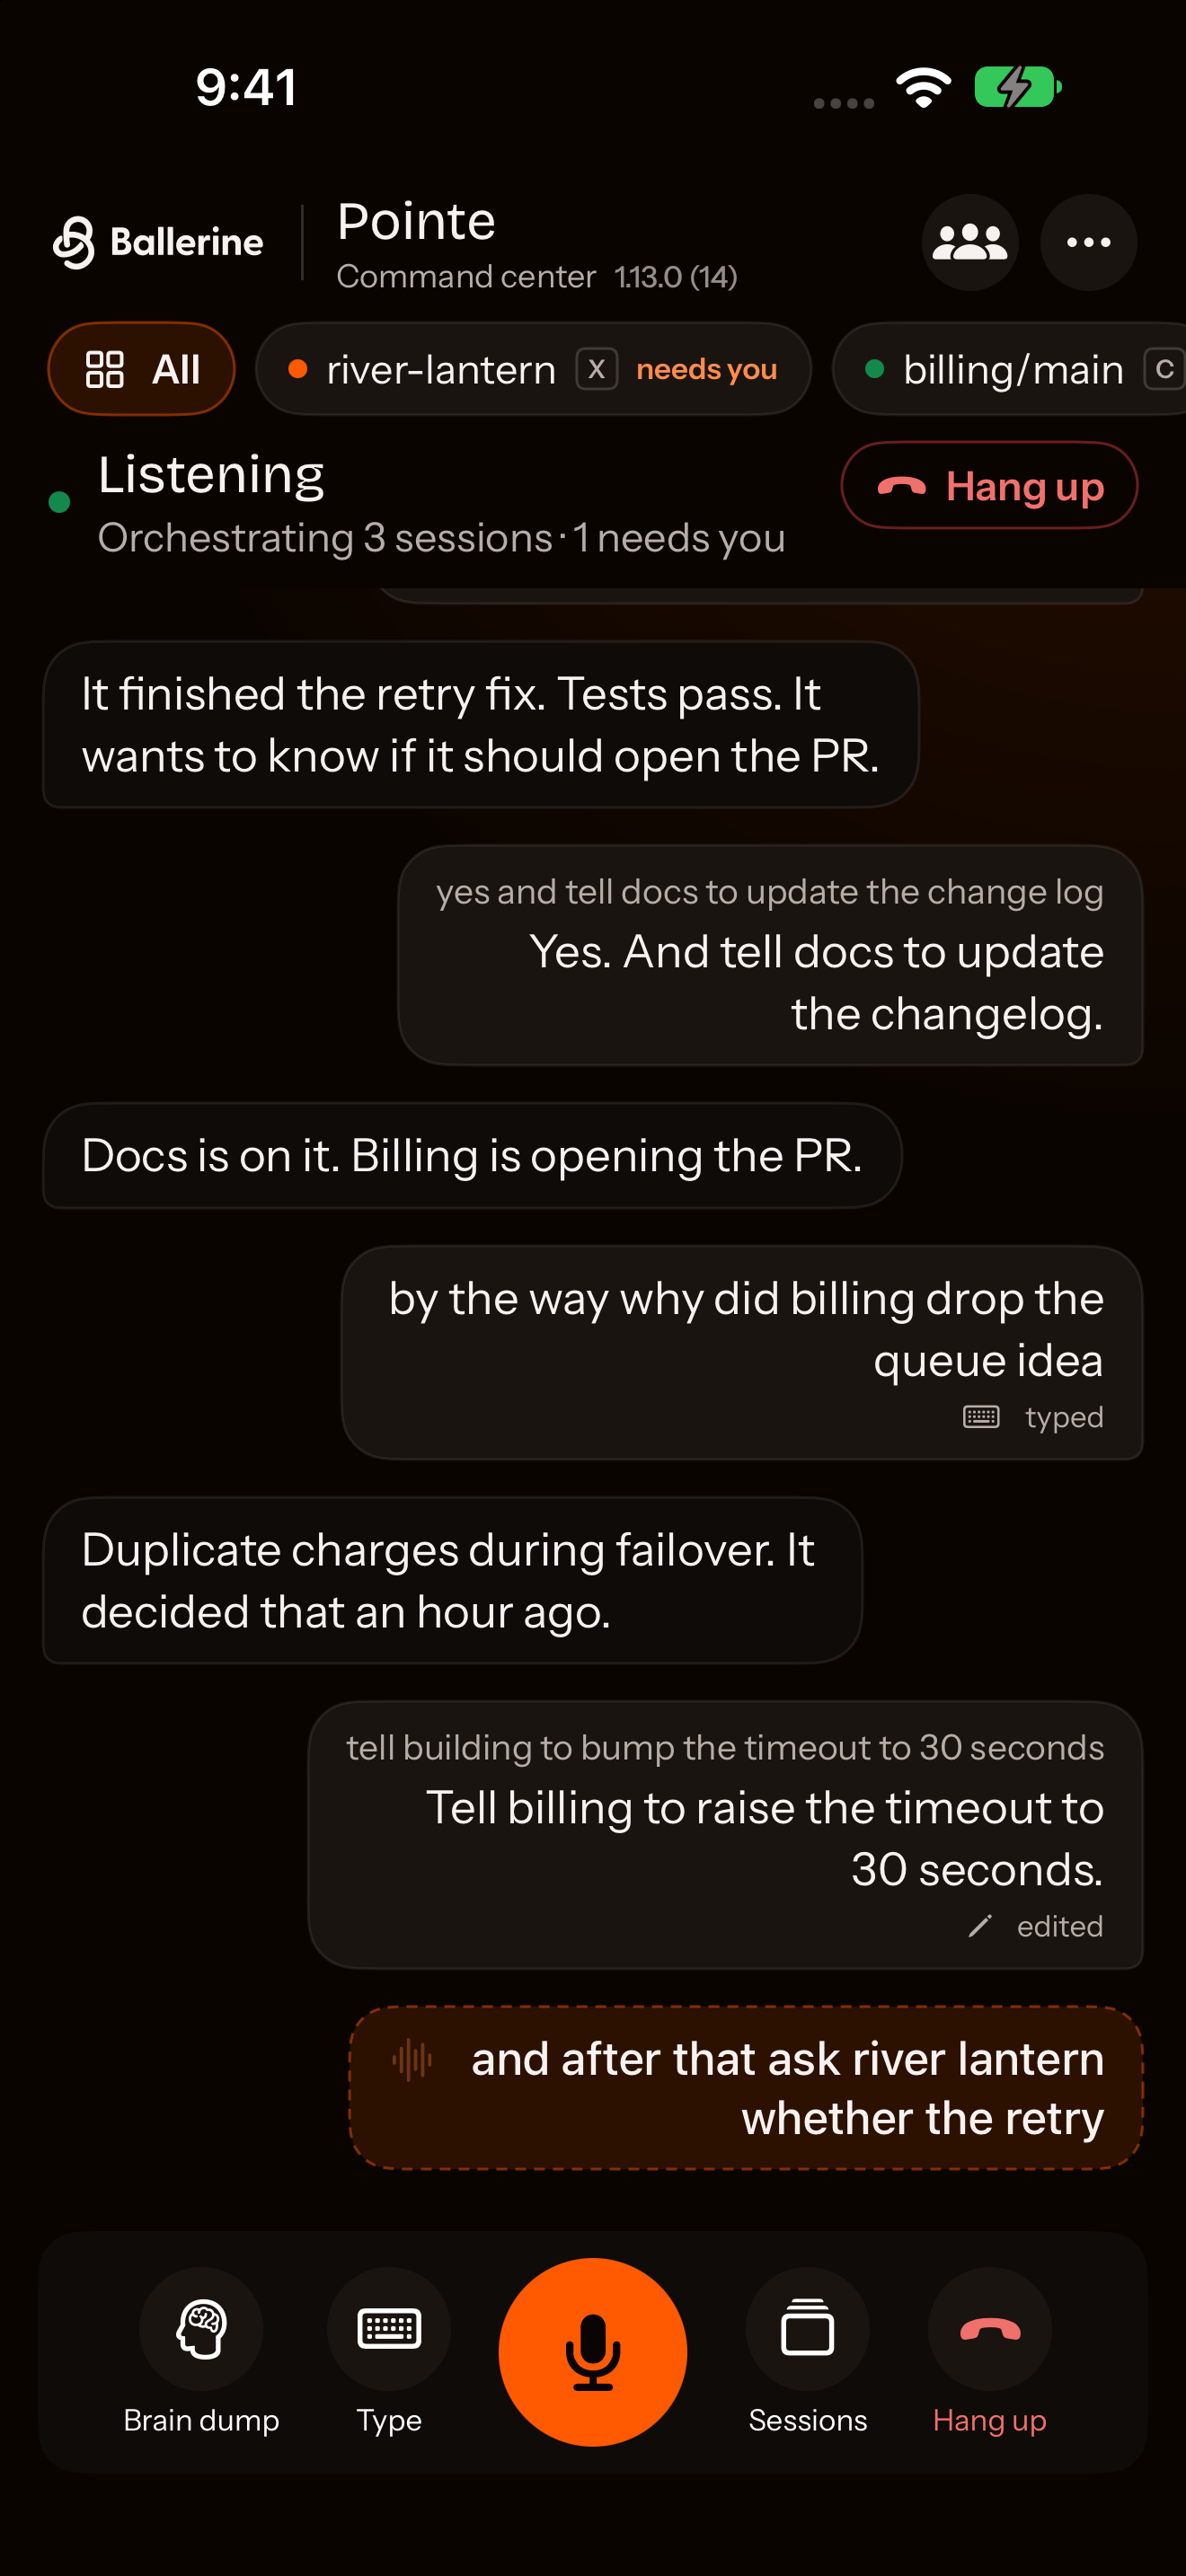 9:41
Ballerine
Pointe
Command center 1.13.0 (14)
All
river-lantern X needs you
billing/main C
Listening
Orchestrating 3 sessions · 1 needs you
Hang up
It finished the retry fix. Tests pass. It
wants to know if it should open the PR.
yes and tell docs to update the change log
Yes. And tell docs to update
the changelog.
Docs is on it. Billing is opening the PR.
by the way why did billing drop the
queue idea
typed
Duplicate charges during failover. It
decided that an hour ago.
tell building to bump the timeout to 30 seconds
Tell billing to raise the timeout to
30 seconds.
edited
and after that ask river lantern
whether the retry
Brain dump
Type
Sessions
Hang up